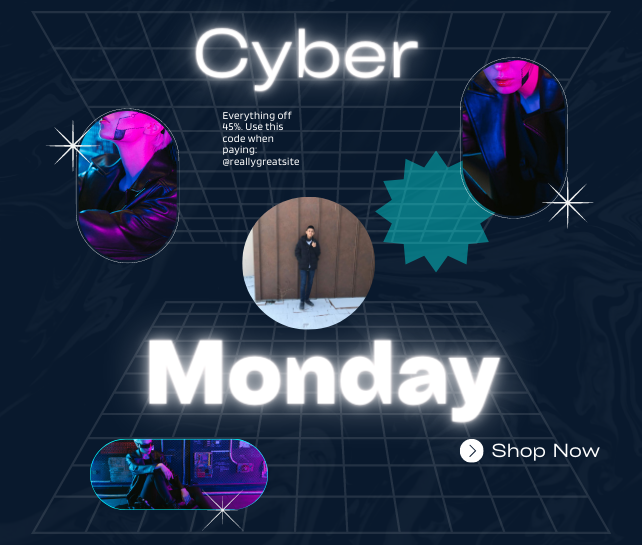 Cyber
Everything off
45%. Use this
code when
paying:
@reallygreatsite
Monday
Shop Now